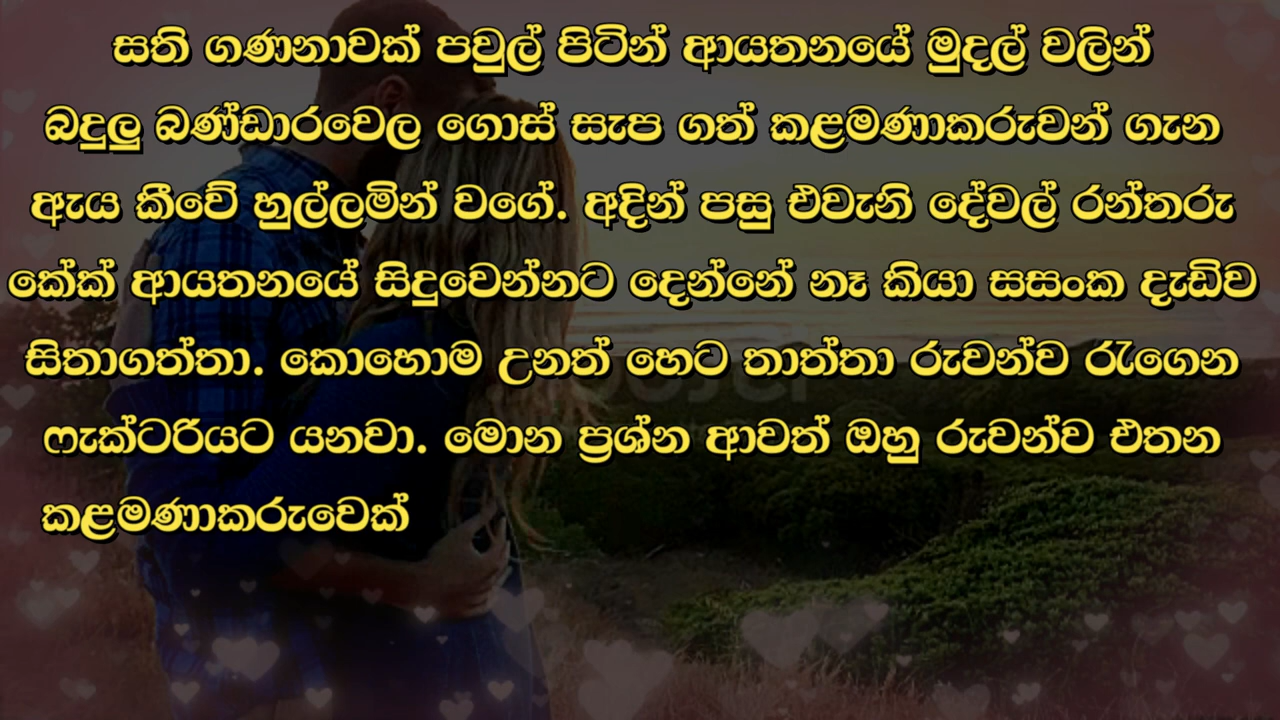 සති ගණනාවක් පවුල් පිටින් ආයතනයේ මුදල් වලින්
බදුලු බණ්ඩාරවෙල ගොස් සැප ගත් කළමණාකරුවන් ගැන
ඇය කීවේ හුල්ලමින් වගේ. අදින් පසු එවැනි දේවල් රන්තරු
කේක් ආයතනයේ සිදුවෙන්නට දෙන්නේ නෑ කියා සසංක දැඩිව
සිතාගත්තා. කොහොම උනත් හෙට තාත්තා රුවන්ව රැගෙන
ෆැක්ටරියට යනවා. මොන ප්‍රශ්න ආවත් ඔහු රුවන්ව එතන
කළමණාකරුවෙක්